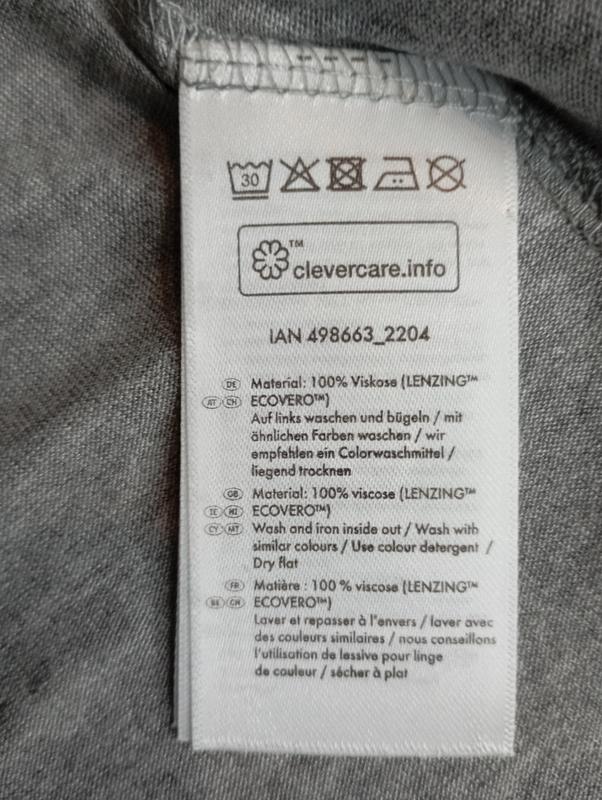 30
™
clevercare.info
IAN 498663_2204
DE Material: 100% Viskose (LENZING™
AT CH ECOVERO™)
Auf links waschen und bügeln / mit
ähnlichen Farben waschen / wir
empfehlen ein Colorwaschmittel /
liegend trocknen
GB Material: 100% viscose (LENZING™
IE NI ECOVERO™)
CY MT Wash and iron inside out / Wash with
similar colours / Use colour detergent /
Dry flat
FR Matière : 100 % viscose (LENZING™
BE CH ECOVERO™)
Laver et repasser à l'envers / laver avec
des couleurs similaires / nous conseillons
l'utilisation de lessive pour linge
de couleur / sécher à plat